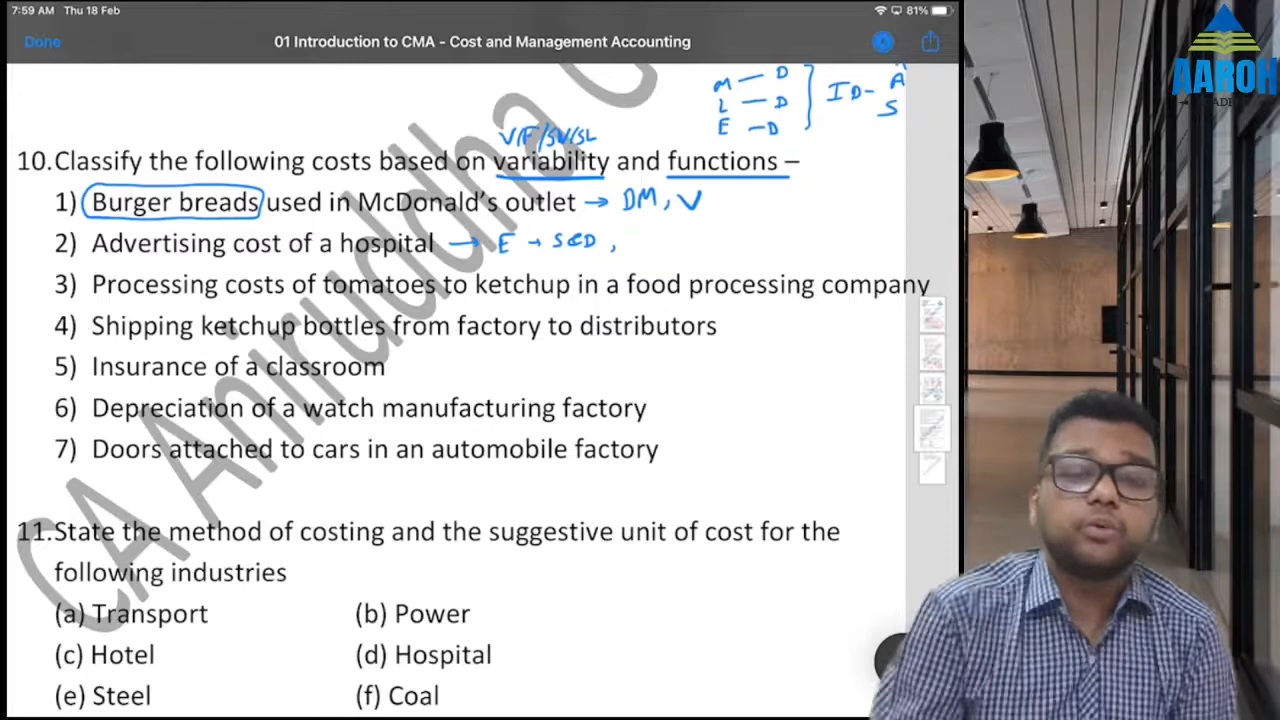 7:59 AM Thu 18 Feb
81%
Done
01 Introduction to CMA - Cost and Management Accounting
AAROH
M — D
L — D
E — D
ID - 
A
S
V/F/SV/SL
10.Classify the following costs based on variability and functions –
1) Burger breads used in McDonald's outlet → DM, V
2) Advertising cost of a hospital → E → S&D,
3) Processing costs of tomatoes to ketchup in a food processing company
4) Shipping ketchup bottles from factory to distributors
5) Insurance of a classroom
6) Depreciation of a watch manufacturing factory
7) Doors attached to cars in an automobile factory
11.State the method of costing and the suggestive unit of cost for the
following industries
(a) Transport (b) Power
(c) Hotel (d) Hospital
(e) Steel (f) Coal
CA Aniruddha